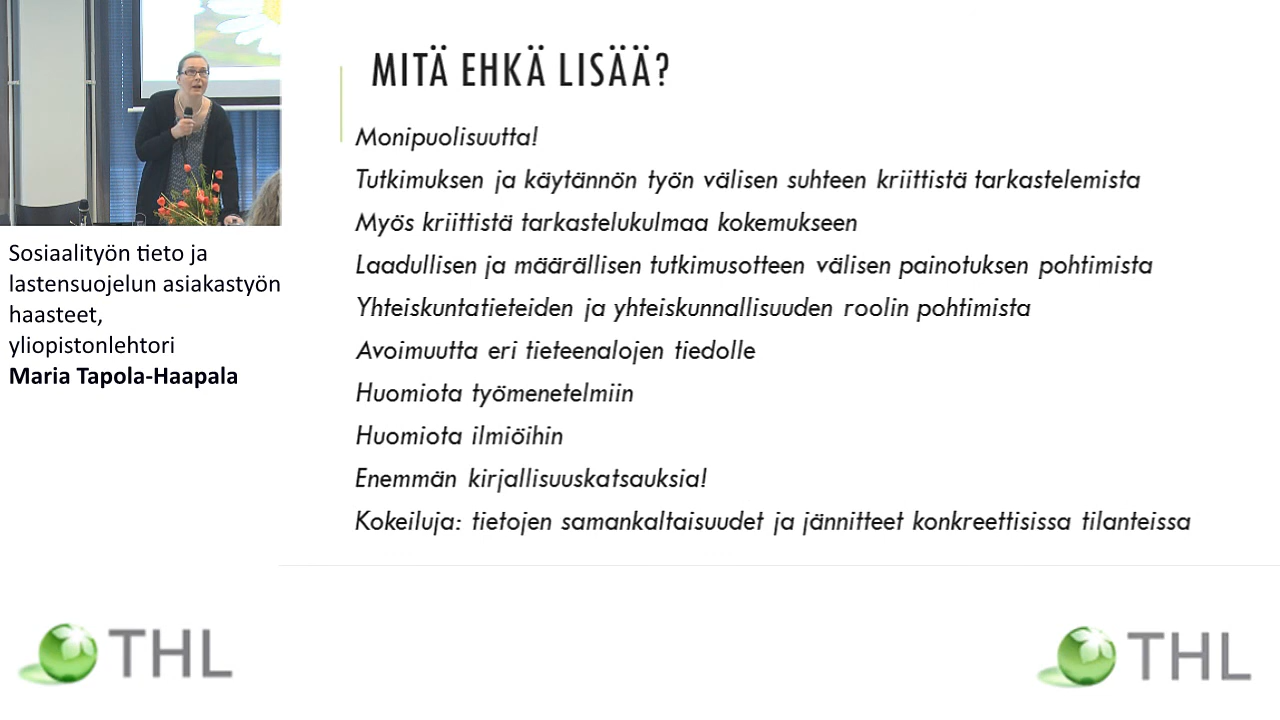 MITÄ EHKÄ LISÄÄ?
Monipuolisuutta!
Tutkimuksen ja käytännön työn välisen suhteen kriittistä tarkastelemista
Myös kriittistä tarkastelukulmaa kokemukseen
Laadullisen ja määrällisen tutkimusotteen välisen painotuksen pohtimista
Yhteiskuntatieteiden ja yhteiskunnallisuuden roolin pohtimista
Avoimuutta eri tieteenalojen tiedolle
Huomiota työmenetelmiin
Huomiota ilmiöihin
Enemmän kirjallisuuskatsauksia!
Kokeiluja: tietojen samankaltaisuudet ja jännitteet konkreettisissa tilanteissa
Sosiaalityön tieto ja
lastensuojelun asiakastyön
haasteet,
yliopistonlehtori
Maria Tapola-Haapala
THL
THL